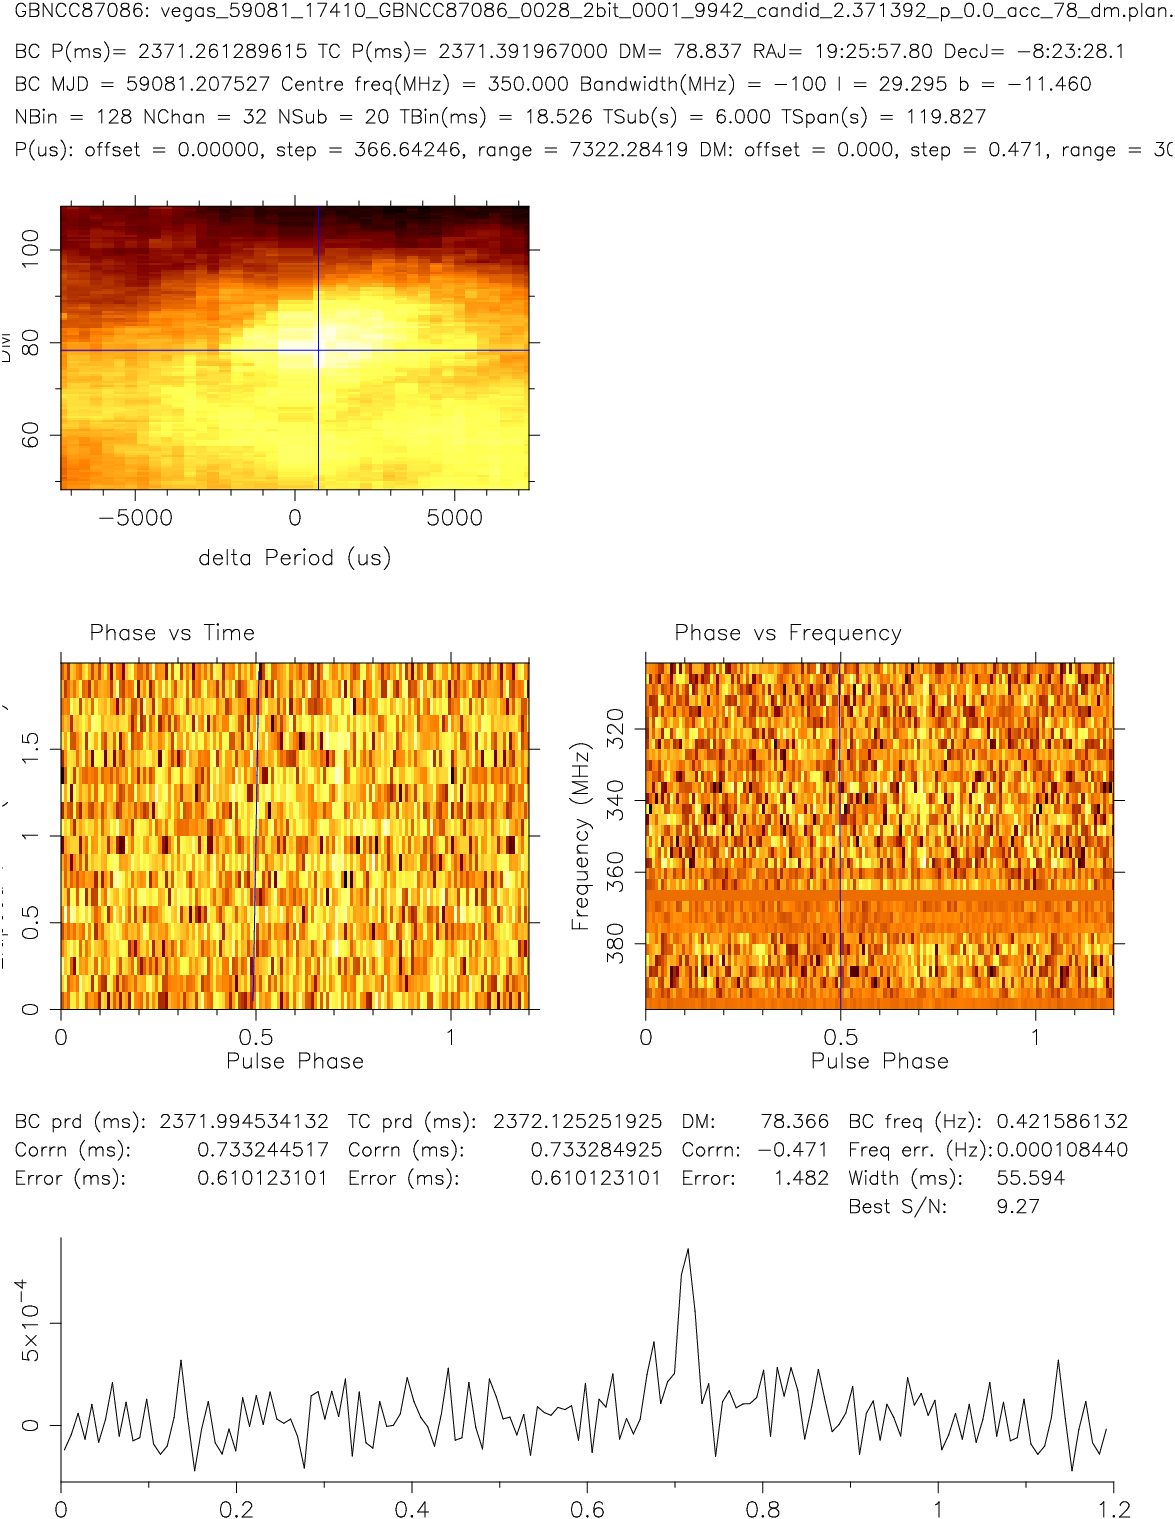 GBNCC87086: vegas_59081_17410_GBNCC87086_0028_2bit_0001_9942_candid_2.371392_p_0.0_acc_78_dm.plan.
BC P(ms)= 2371.261289615 TC P(ms)= 2371.391967000 DM= 78.837 RAJ= 19:25:57.80 DecJ= −8:23:28.1
BC MJD = 59081.207527 Centre freq(MHz) = 350.000 Bandwidth(MHz) = −100 l = 29.295 b = −11.460
NBin = 128 NChan = 32 NSub = 20 TBin(ms) = 18.526 TSub(s) = 6.000 TSpan(s) = 119.827
P(us): offset = 0.00000, step = 366.64246, range = 7322.28419 DM: offset = 0.000, step = 0.471, range = 30
100
80
60
DM
−5000 0 5000
delta Period (us)
Phase vs Time
1.5
1
0.5
0
0 0.5 1
Pulse Phase
Phase vs Frequency
320
340
360
380
Frequency (MHz)
0 0.5 1
Pulse Phase
BC prd (ms): 2371.994534132 TC prd (ms): 2372.125251925 DM: 78.366 BC freq (Hz): 0.421586132
Corrn (ms): 0.733244517 Corrn (ms): 0.733284925 Corrn: −0.471 Freq err. (Hz): 0.000108440
Error (ms): 0.610123101 Error (ms): 0.610123101 Error: 1.482 Width (ms): 55.594
Best S/N: 9.27
5×10−4
0
0 0.2 0.4 0.6 0.8 1 1.2